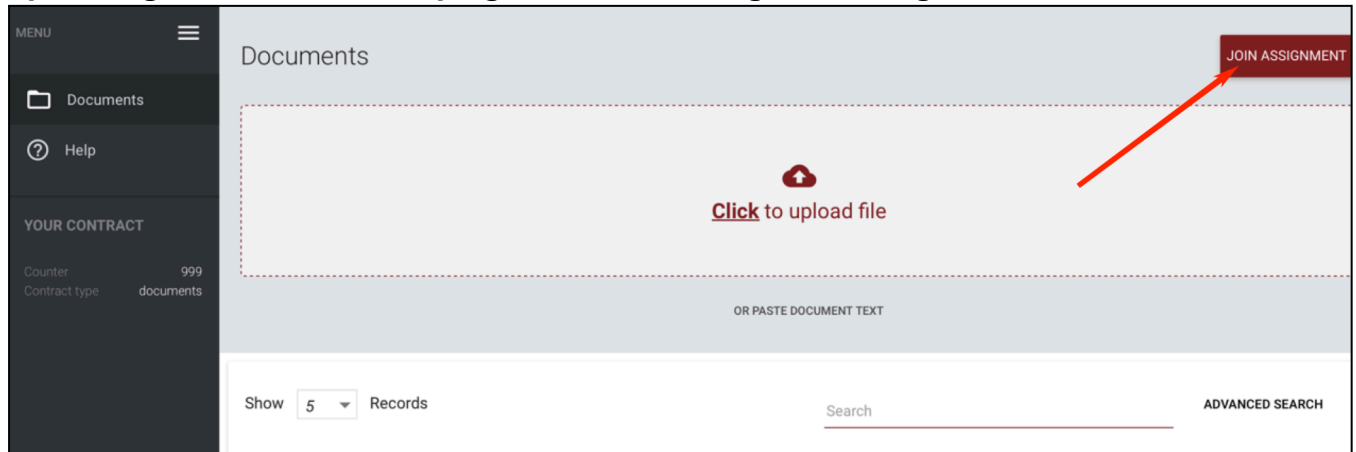 MENU
Documents
Help
YOUR CONTRACT
Counter 999
Contract type documents
Documents
JOIN ASSIGNMENT
Click to upload file
OR PASTE DOCUMENT TEXT
Show 5 Records
Search
ADVANCED SEARCH